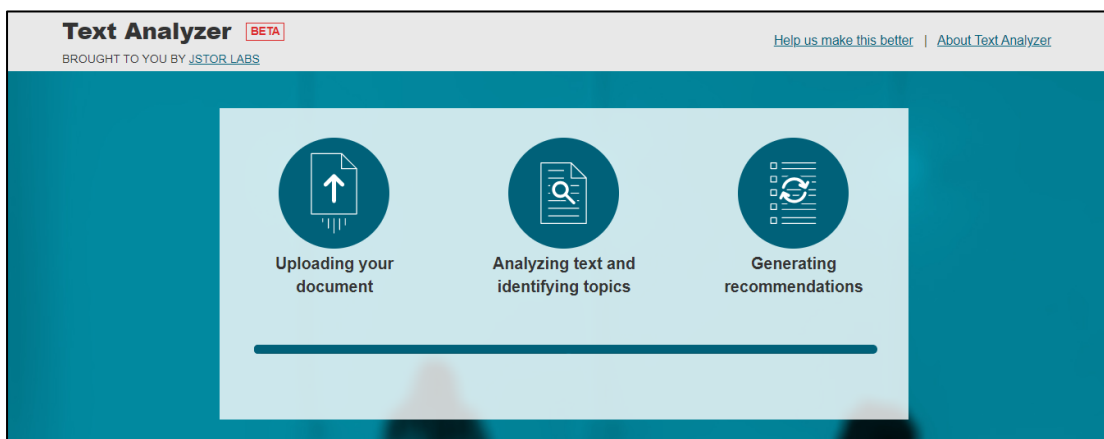 Text Analyzer BETA
Help us make this better | About Text Analyzer
BROUGHT TO YOU BY JSTOR LABS
Uploading your
document
Analyzing text and
identifying topics
Generating
recommendations